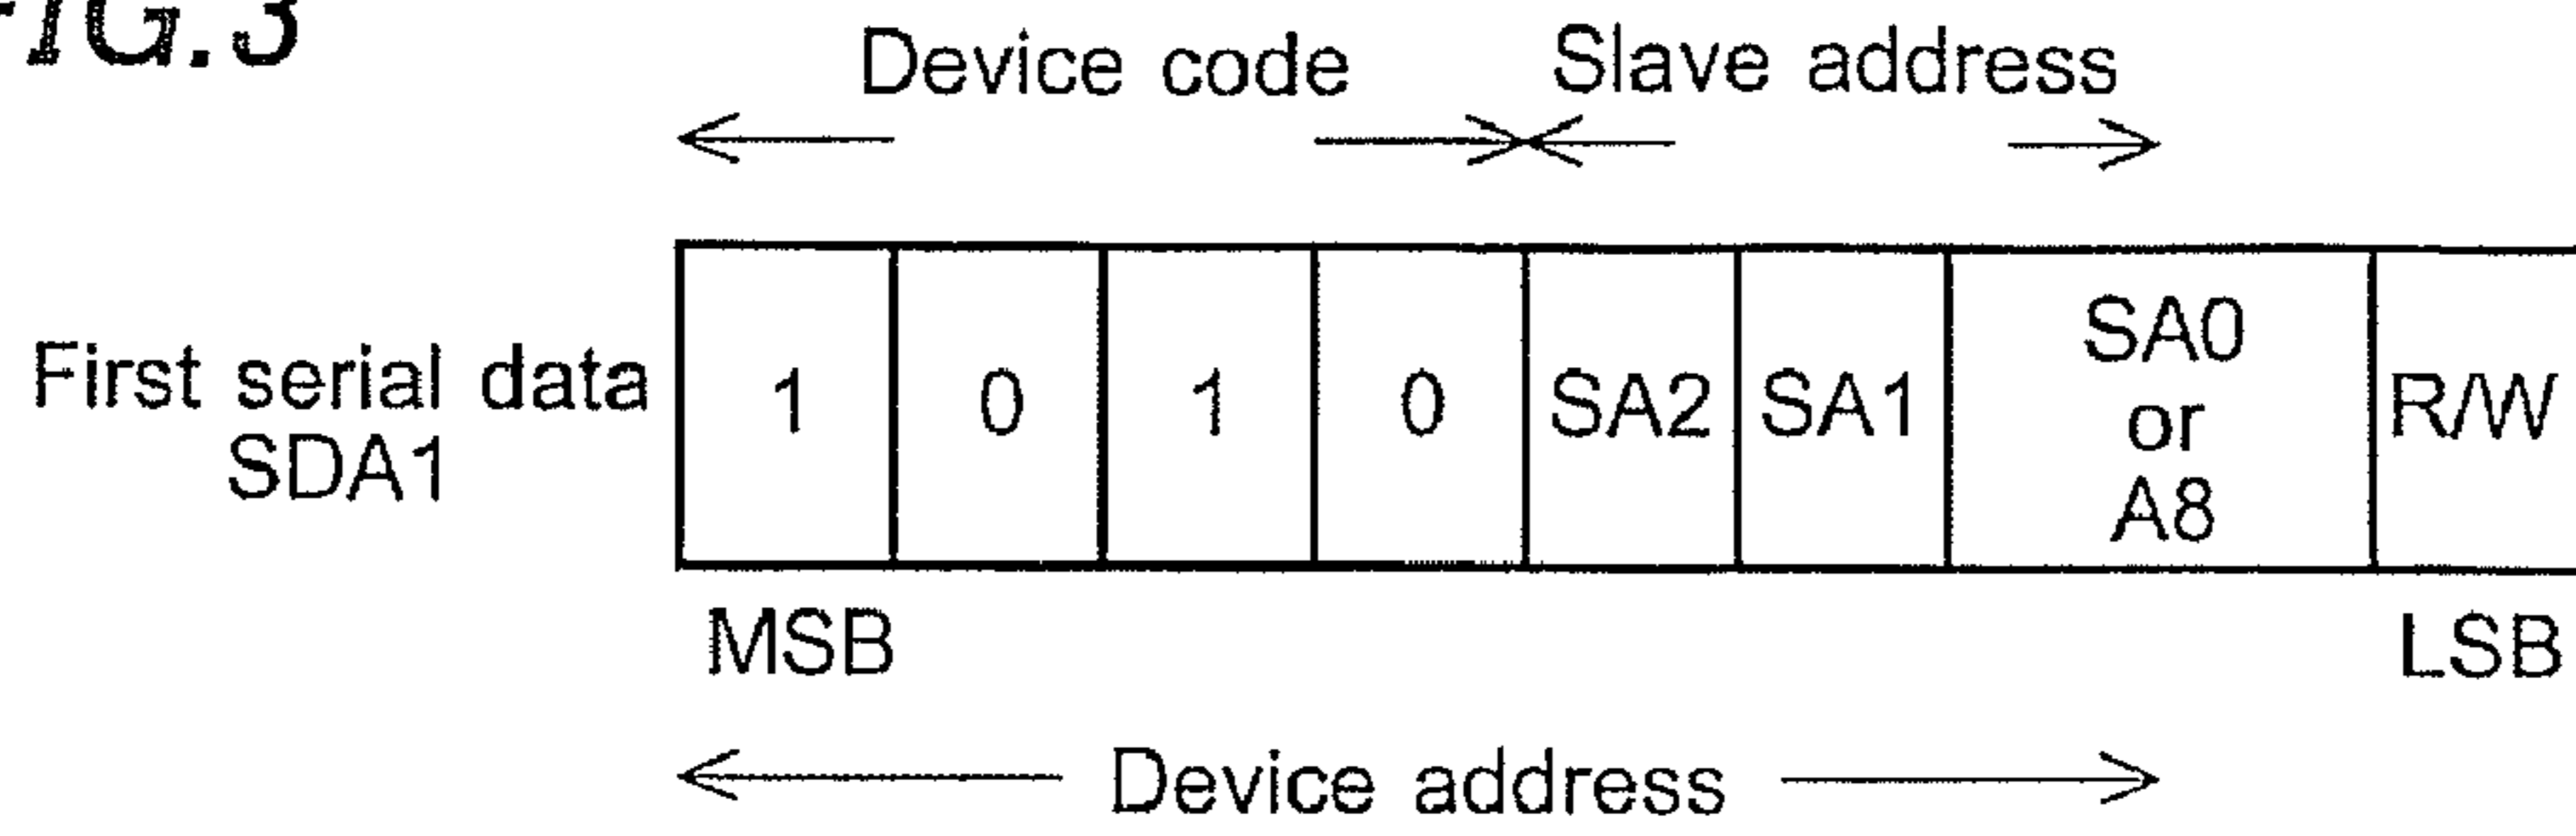 FIG.3
Device code Slave address
First serial data
SDA1
1 0 1 0 SA2 SA1 SA0 or A8 R/W
MSB LSB
Device address